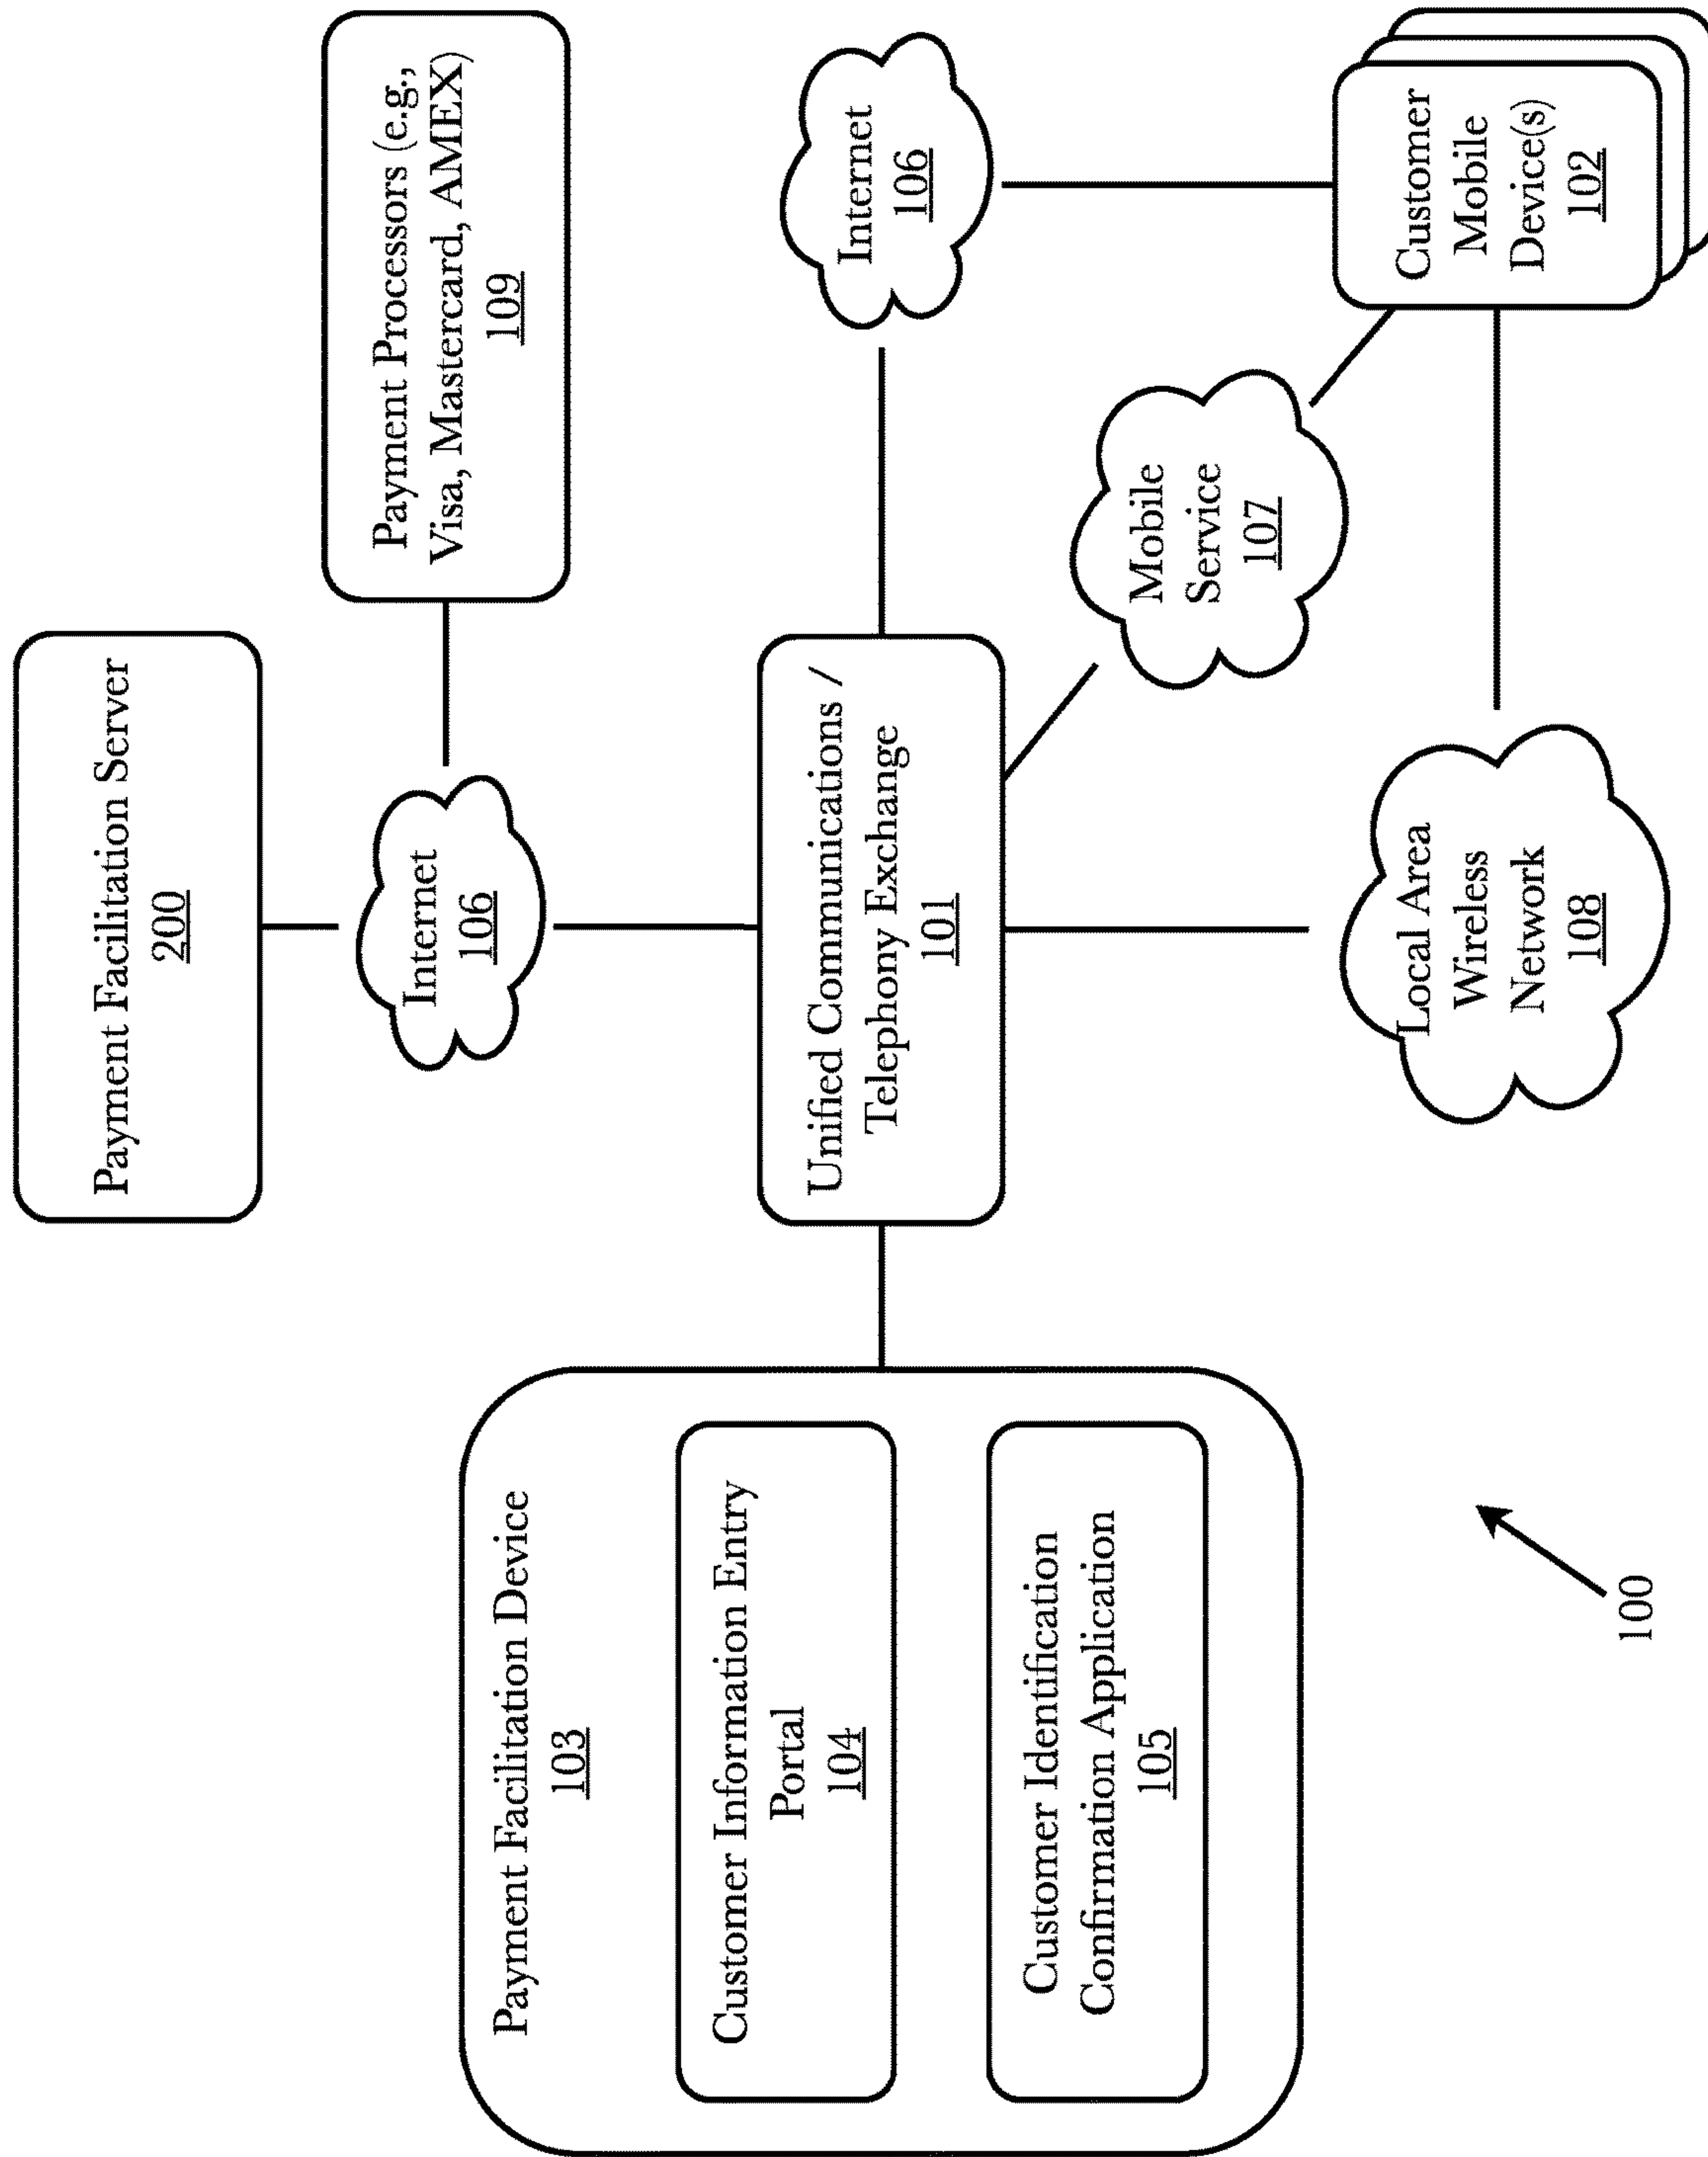 Payment Facilitation Server
200
Payment Processors (e.g.,
Visa, Mastercard, AMEX)
109
Internet
106
Payment Facilitation Device
103
Customer Information Entry
Portal
104
Customer Identification
Confirmation Application
105
Unified Communications /
Telephony Exchange
101
Internet
106
Mobile
Service
107
Local Area
Wireless
Network
108
Customer
Mobile
Device(s)
102
100